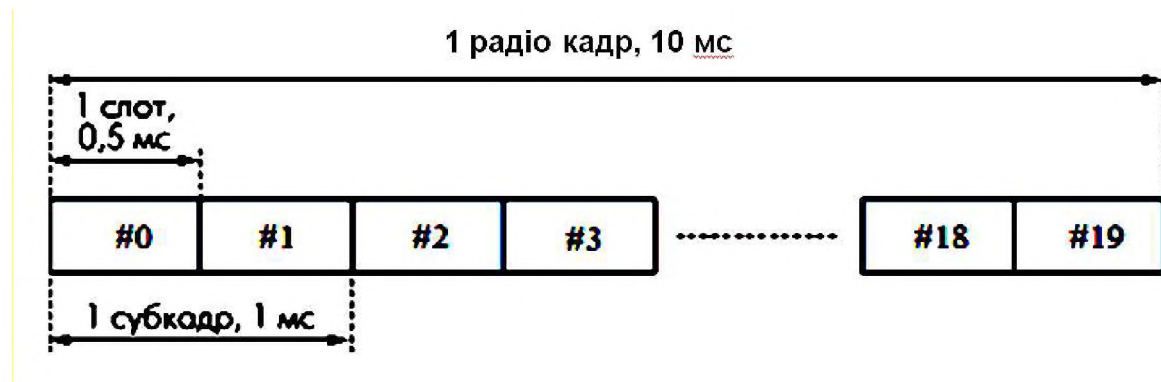 1 радіо кадр, 10 мс
1 слот,
0,5 мс
#0 #1 #2 #3 #18 #19
1 субкадр, 1 мс